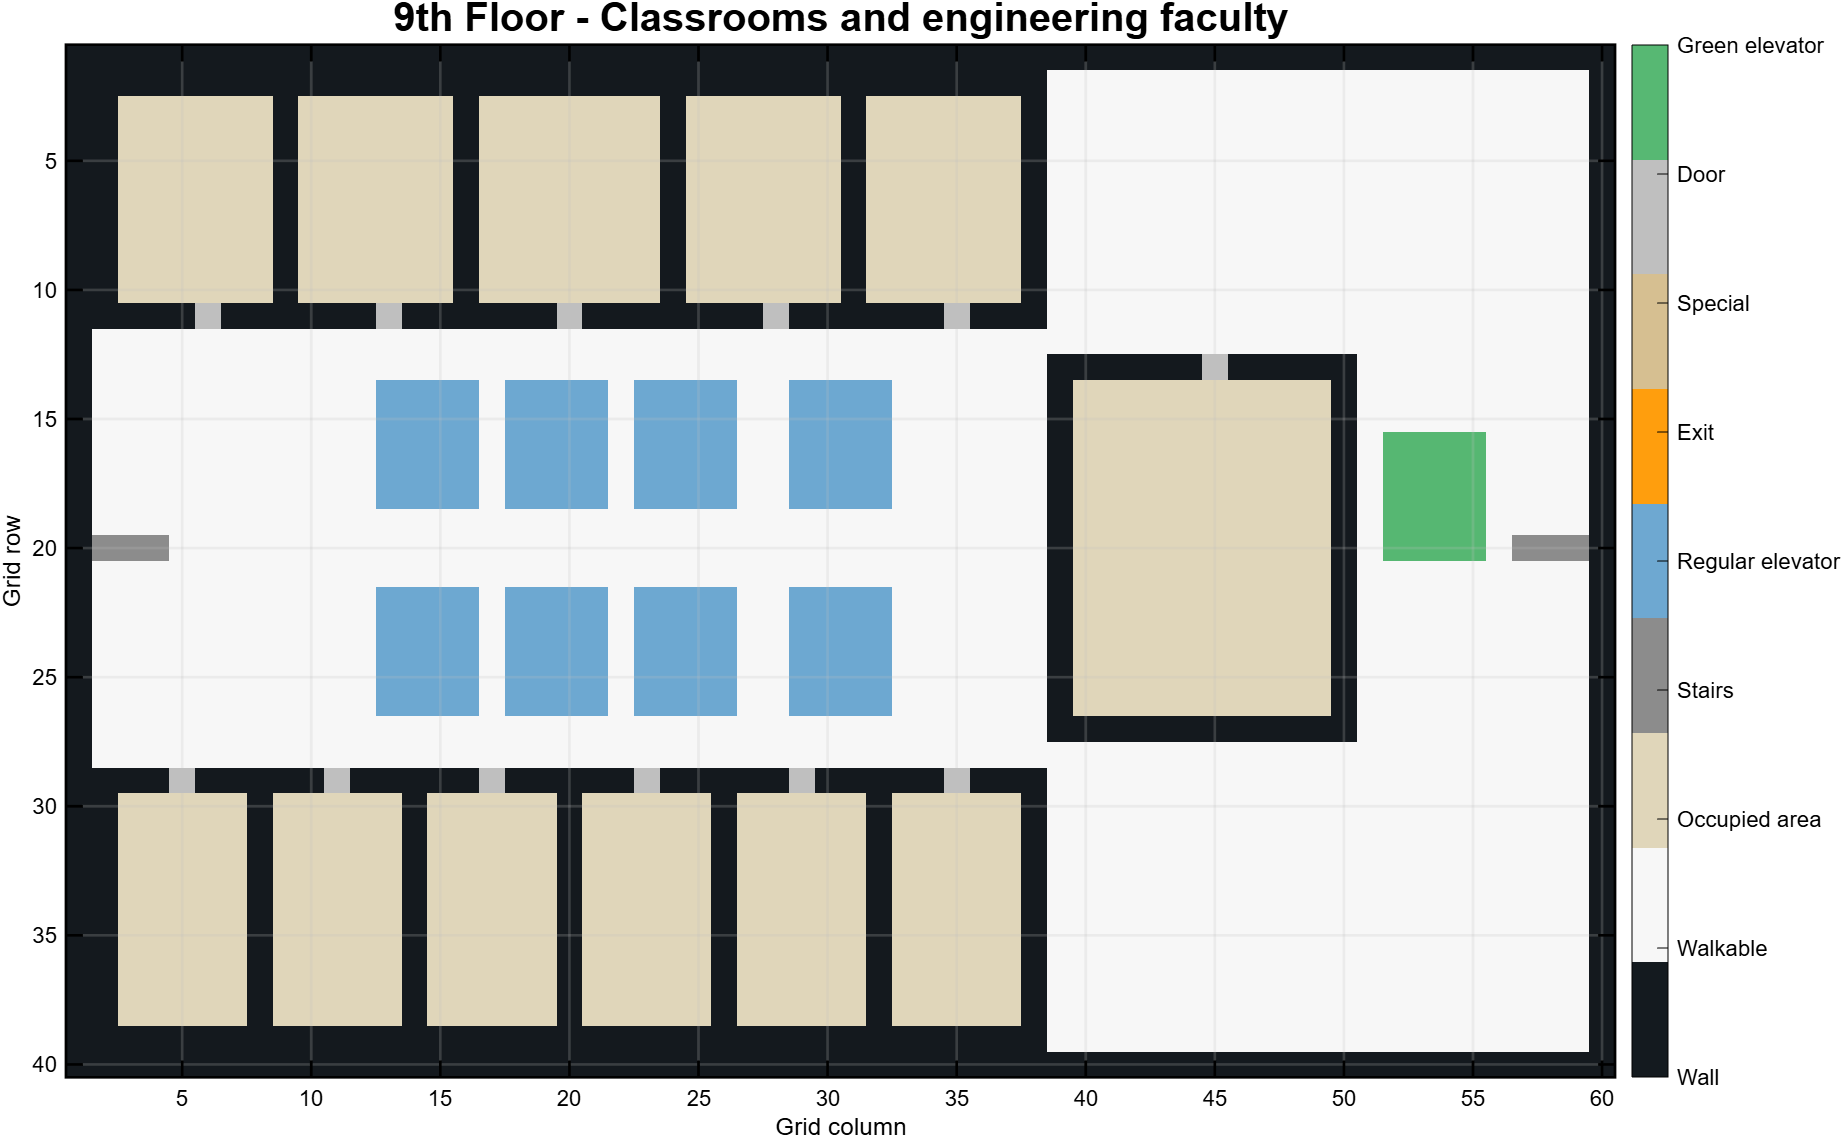 9th Floor - Classrooms and engineering faculty
Green elevator
Door
Special
Exit
Regular elevator
Stairs
Occupied area
Walkable
Wall
Grid row
5
10
15
20
25
30
35
40
5 10 15 20 25 30 35 40 45 50 55 60
Grid column